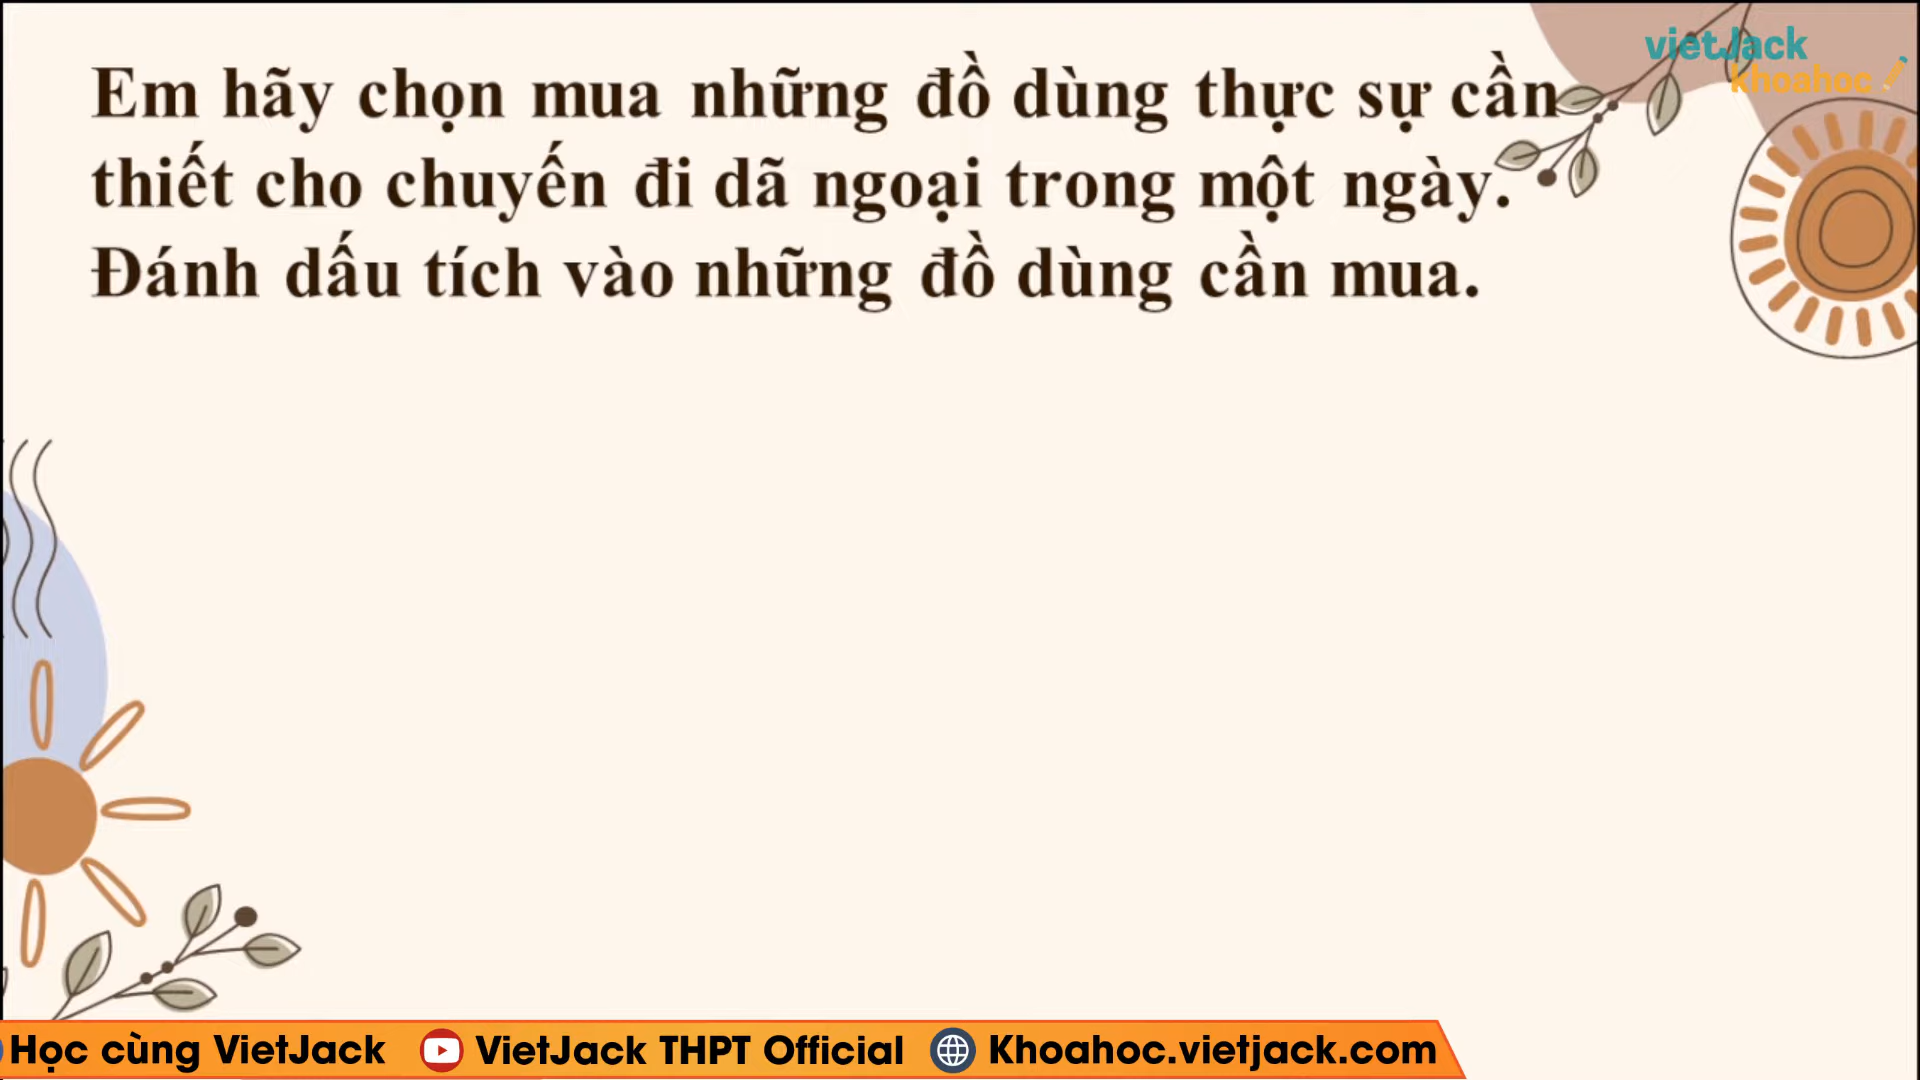 vietJack
khoahoc
Em hãy chọn mua những đồ dùng thực sự cần
thiết cho chuyến đi dã ngoại trong một ngày.
Đánh dấu tích vào những đồ dùng cần mua.
Học cùng VietJack VietJack THPT Official Khoahoc.vietjack.com